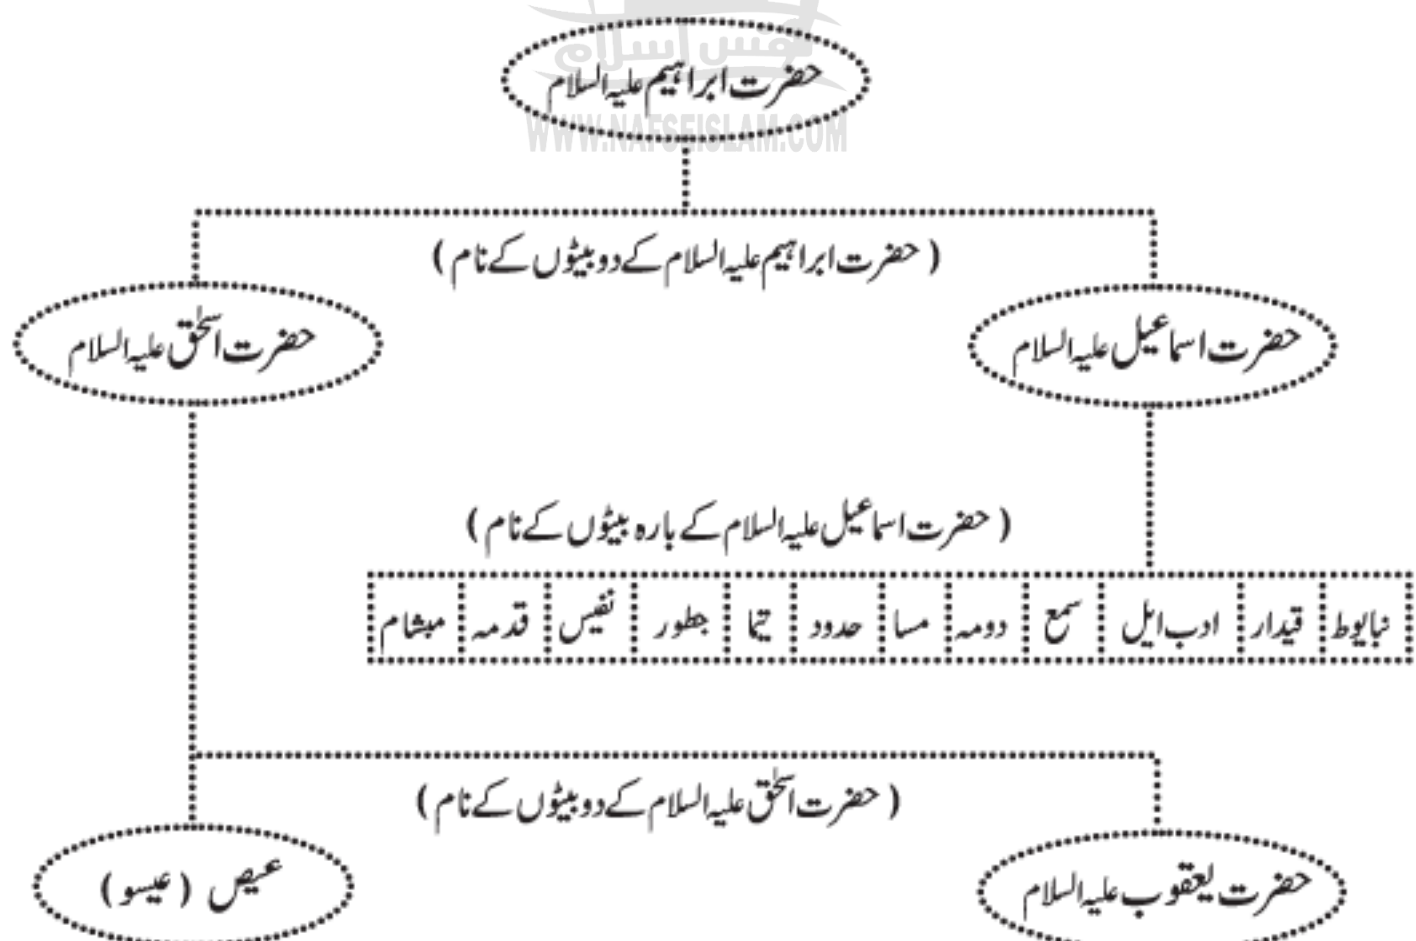 نفس اسلام
حضرت ابراہیم علیہ السلام
WWW.NAFSEISLAM.COM
( حضرت ابراہیم علیہ السلام کے دو بیٹوں کے نام )
حضرت اسماعیل علیہ السلام
حضرت اسحٰق علیہ السلام
( حضرت اسماعیل علیہ السلام کے بارہ بیٹوں کے نام )
نبایوط قیدار ادب ایل سمع دومہ مسا حدود تیما جطور نفیس قدمہ مبشام
( حضرت اسحٰق علیہ السلام کے دو بیٹوں کے نام )
حضرت یعقوب علیہ السلام
عیص ( عیسو )